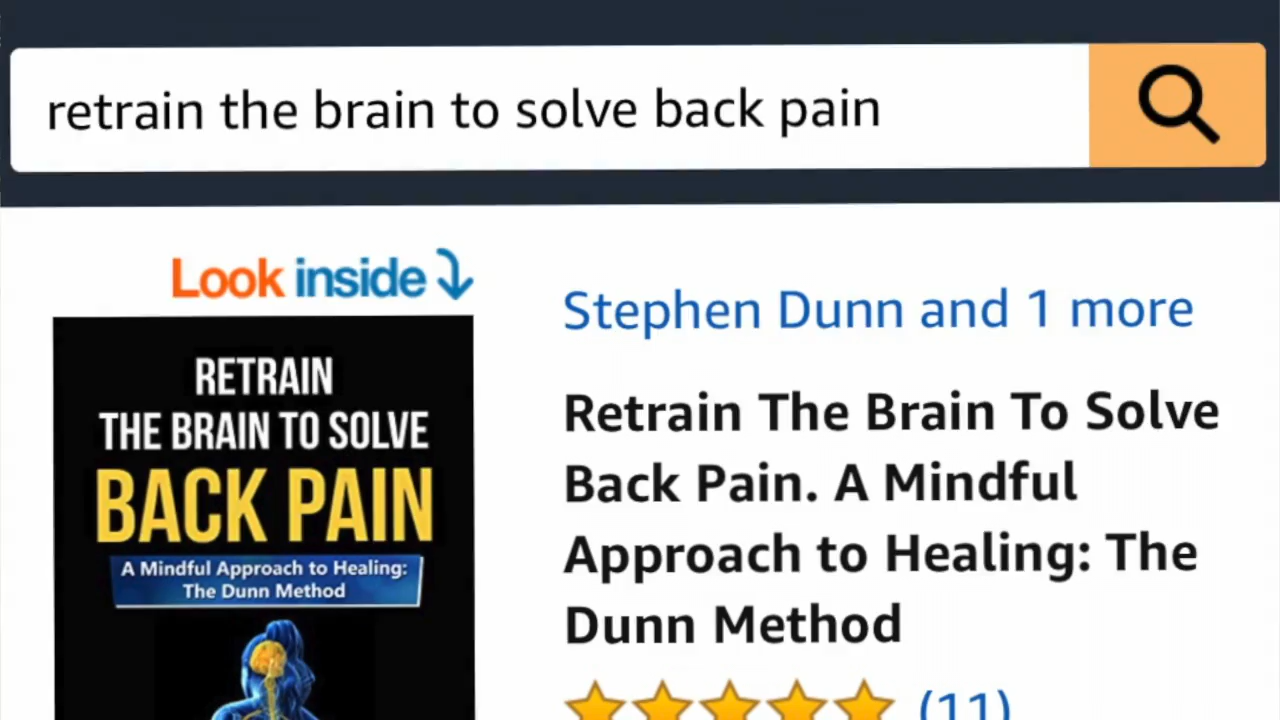 retrain the brain to solve back pain
Look inside
Stephen Dunn and 1 more
RETRAIN
THE BRAIN TO SOLVE
BACK PAIN
A Mindful Approach to Healing:
The Dunn Method
Retrain The Brain To Solve
Back Pain. A Mindful
Approach to Healing: The
Dunn Method
(11)